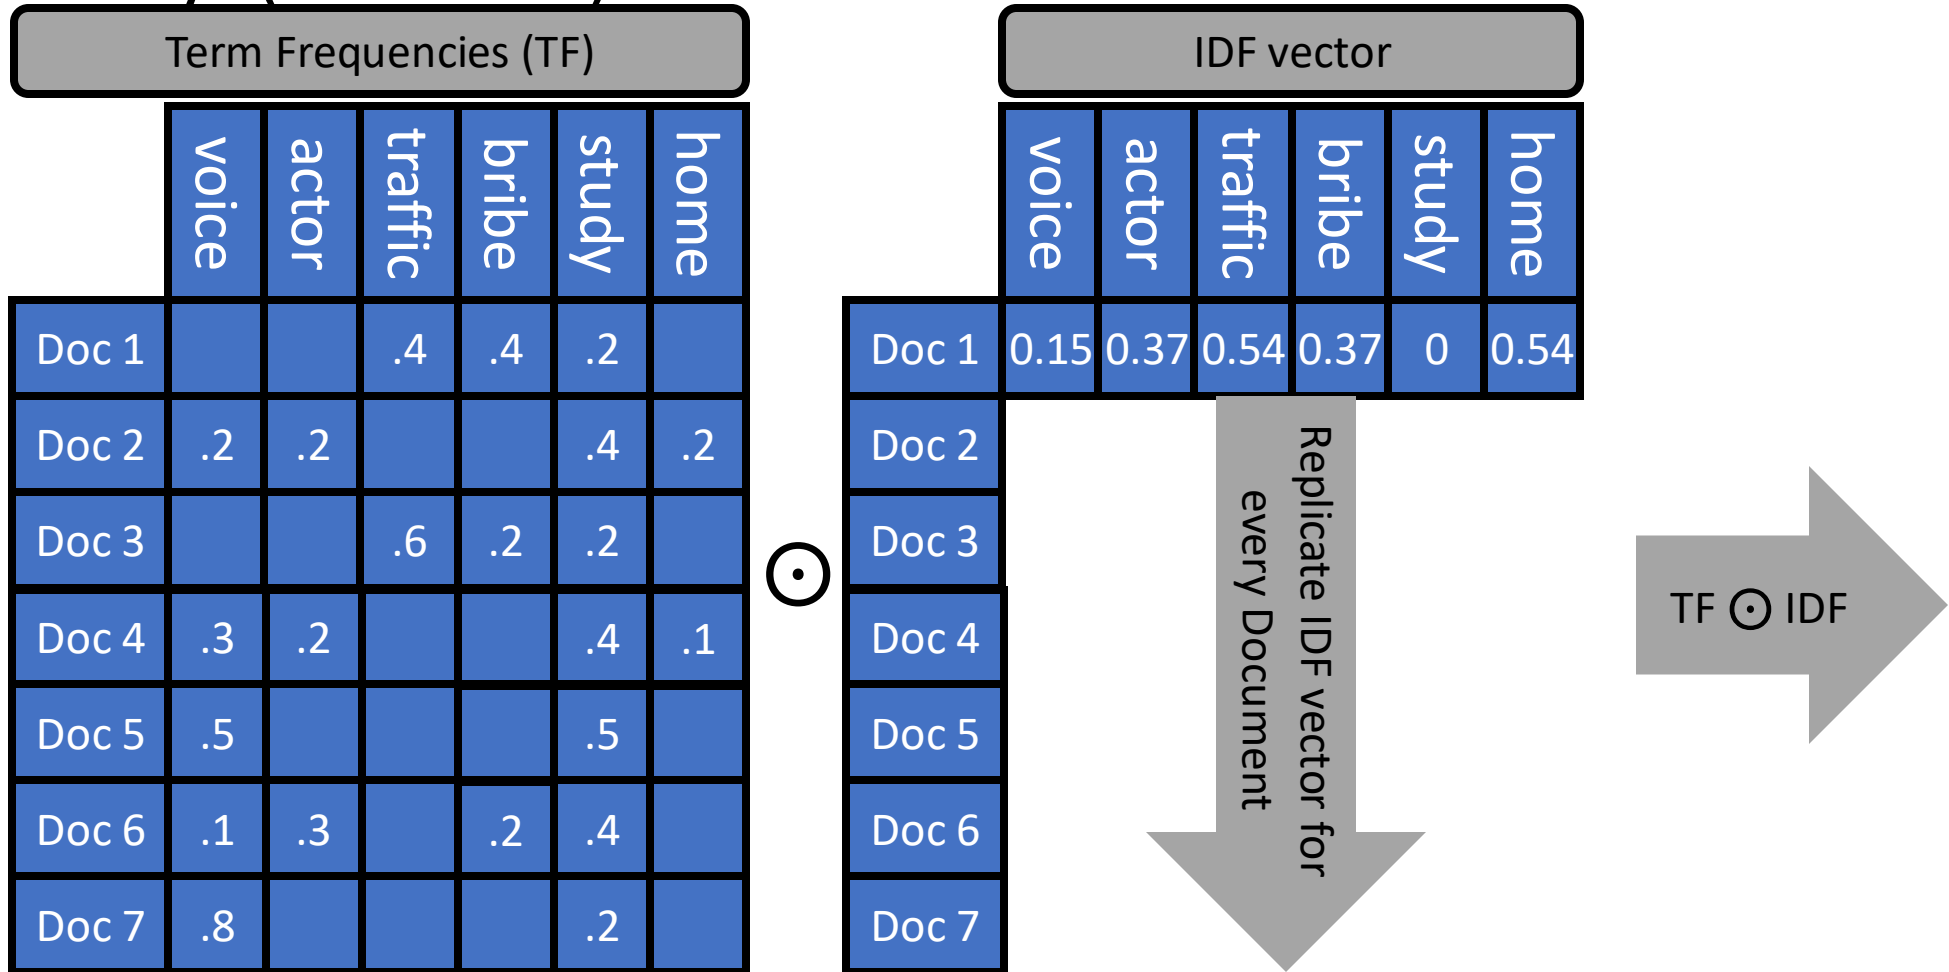 Term Frequencies (TF)
IDF vector
voice actor traffic bribe study home
voice actor traffic bribe study home
Doc 1 .4 .4 .2
Doc 1 0.15 0.37 0.54 0.37 0 0.54
Doc 2 .2 .2 .4 .2
Doc 2
Doc 3 .6 .2 .2
Doc 3
Doc 4 .3 .2 .4 .1
Doc 4
Doc 5 .5 .5
Doc 5
Doc 6 .1 .3 .2 .4
Doc 6
Doc 7 .8 .2
Doc 7
⊙
Replicate IDF vector for
every Document
TF ⊙ IDF